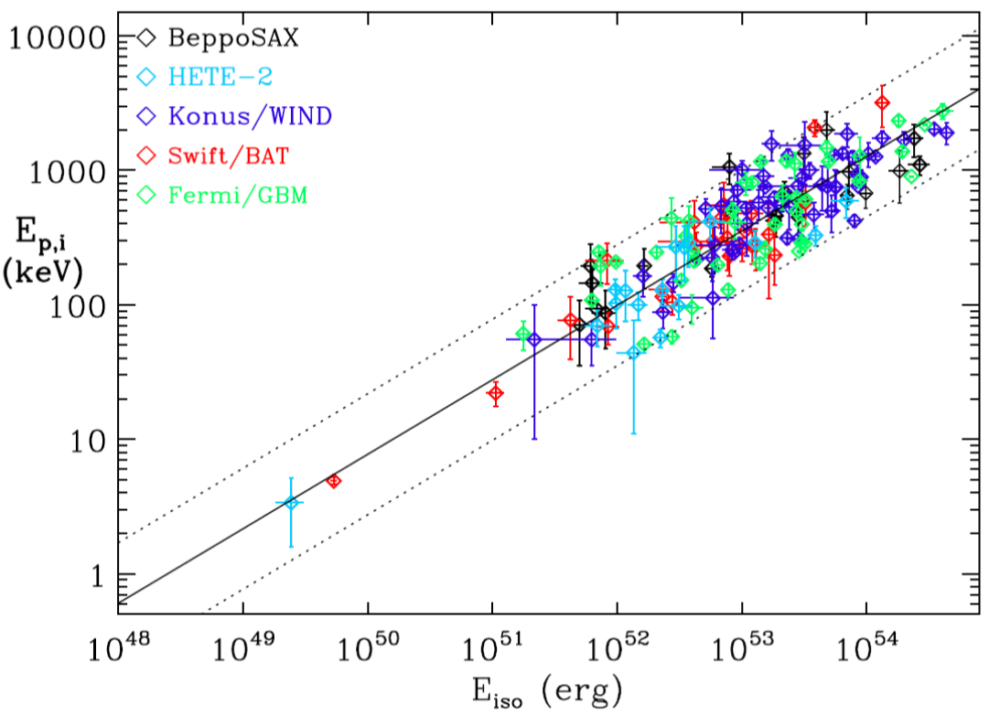 10000
1000
100
10
1
E_p,i
(keV)
BeppoSAX
HETE-2
Konus/WIND
Swift/BAT
Fermi/GBM
10^48 10^49 10^50 10^51 10^52 10^53 10^54
E_iso (erg)